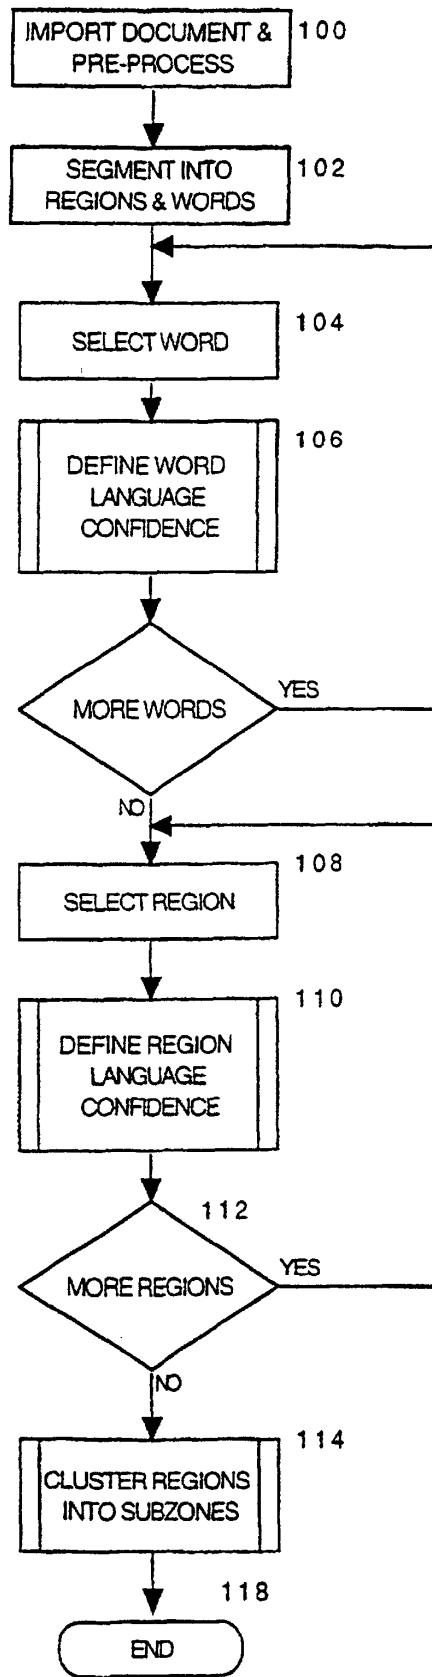 IMPORT DOCUMENT & 100
PRE-PROCESS
SEGMENT INTO 102
REGIONS & WORDS
104
SELECT WORD
106
DEFINE WORD
LANGUAGE
CONFIDENCE
YES
MORE WORDS
NO
108
SELECT REGION
110
DEFINE REGION
LANGUAGE
CONFIDENCE
112
YES
MORE REGIONS
NO
114
CLUSTER REGIONS
INTO SUBZONES
118
END